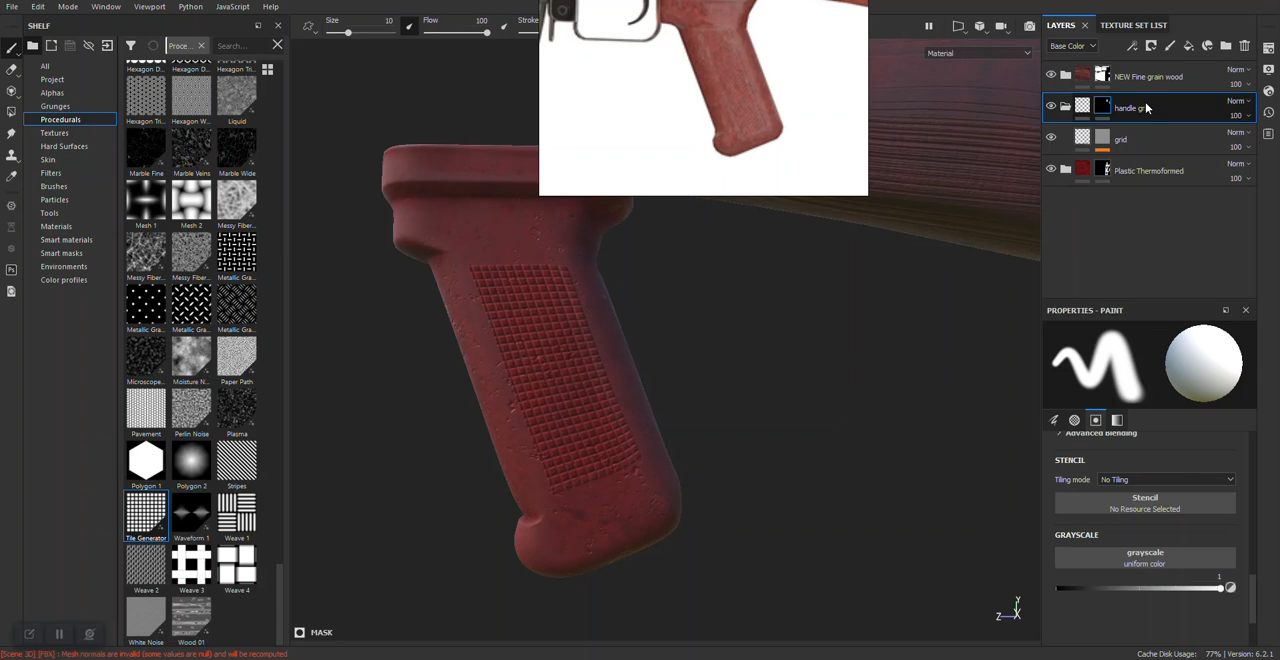 File Edit Mode Window Viewport Python JavaScript Help
SHELF
Size 10 Flow 100 Stroke
Proce... Search...
Material
LAYERS TEXTURE SET LIST
Base Color
All
Project
Alphas
Grunges
Procedurals
Textures
Hard Surfaces
Skin
Filters
Brushes
Particles
Tools
Materials
Smart materials
Smart masks
Environments
Color profiles
Hexagon D... Hexagon D... Hexagon Tri...
Hexagon Tri... Hexagon W... Liquid
Marble Fine Marble Veins Marble Wide
Mesh 1 Mesh 2 Messy Fiber...
Messy Fiber... Messy Fiber... Metallic Gra...
Metallic Gra... Metallic Gra... Metallic Gra...
Microscope... Moisture N... Paper Path
Pavement Perlin Noise Plasma
Polygon 1 Polygon 2 Stripes
Tile Generator Waveform 1 Weave 1
Weave 2 Weave 3 Weave 4
White Noise Wood 01
NEW Fine grain wood Norm 100
handle gr Norm 100
grid Norm 100
Plastic Thermoformed Norm 100
PROPERTIES - PAINT
Advanced Blending
STENCIL
Tiling mode No Tiling
Stencil
No Resource Selected
GRAYSCALE
grayscale
uniform color
1
Y
Z X
MASK
Ps
[Scene 3D] [FBX] : Mesh normals are invalid (some values are null) and will be recomputed
Cache Disk Usage: 77% | Version: 6.2.1